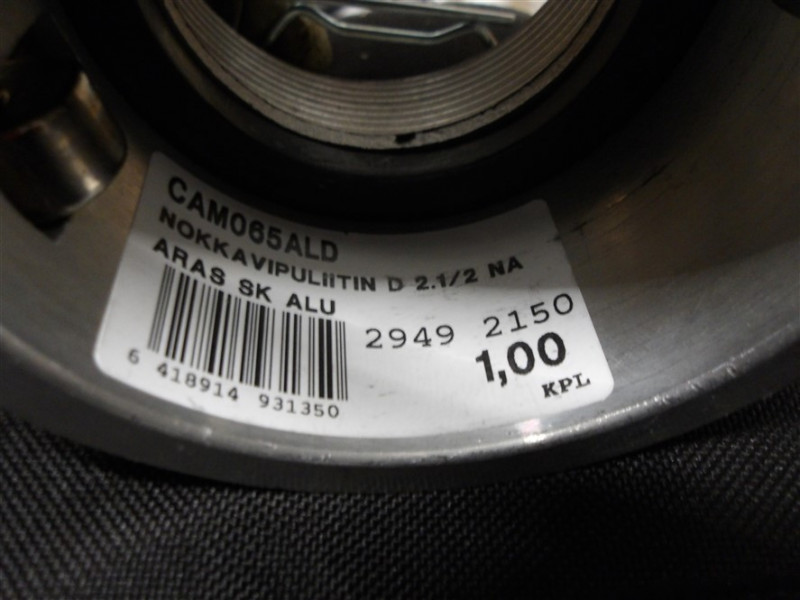 CAM065ALD
NOKKAVIPULIITIN D 2.1/2 NA
ARAS SK ALU
2949 2150
1,00
KPL
6 418914 931350